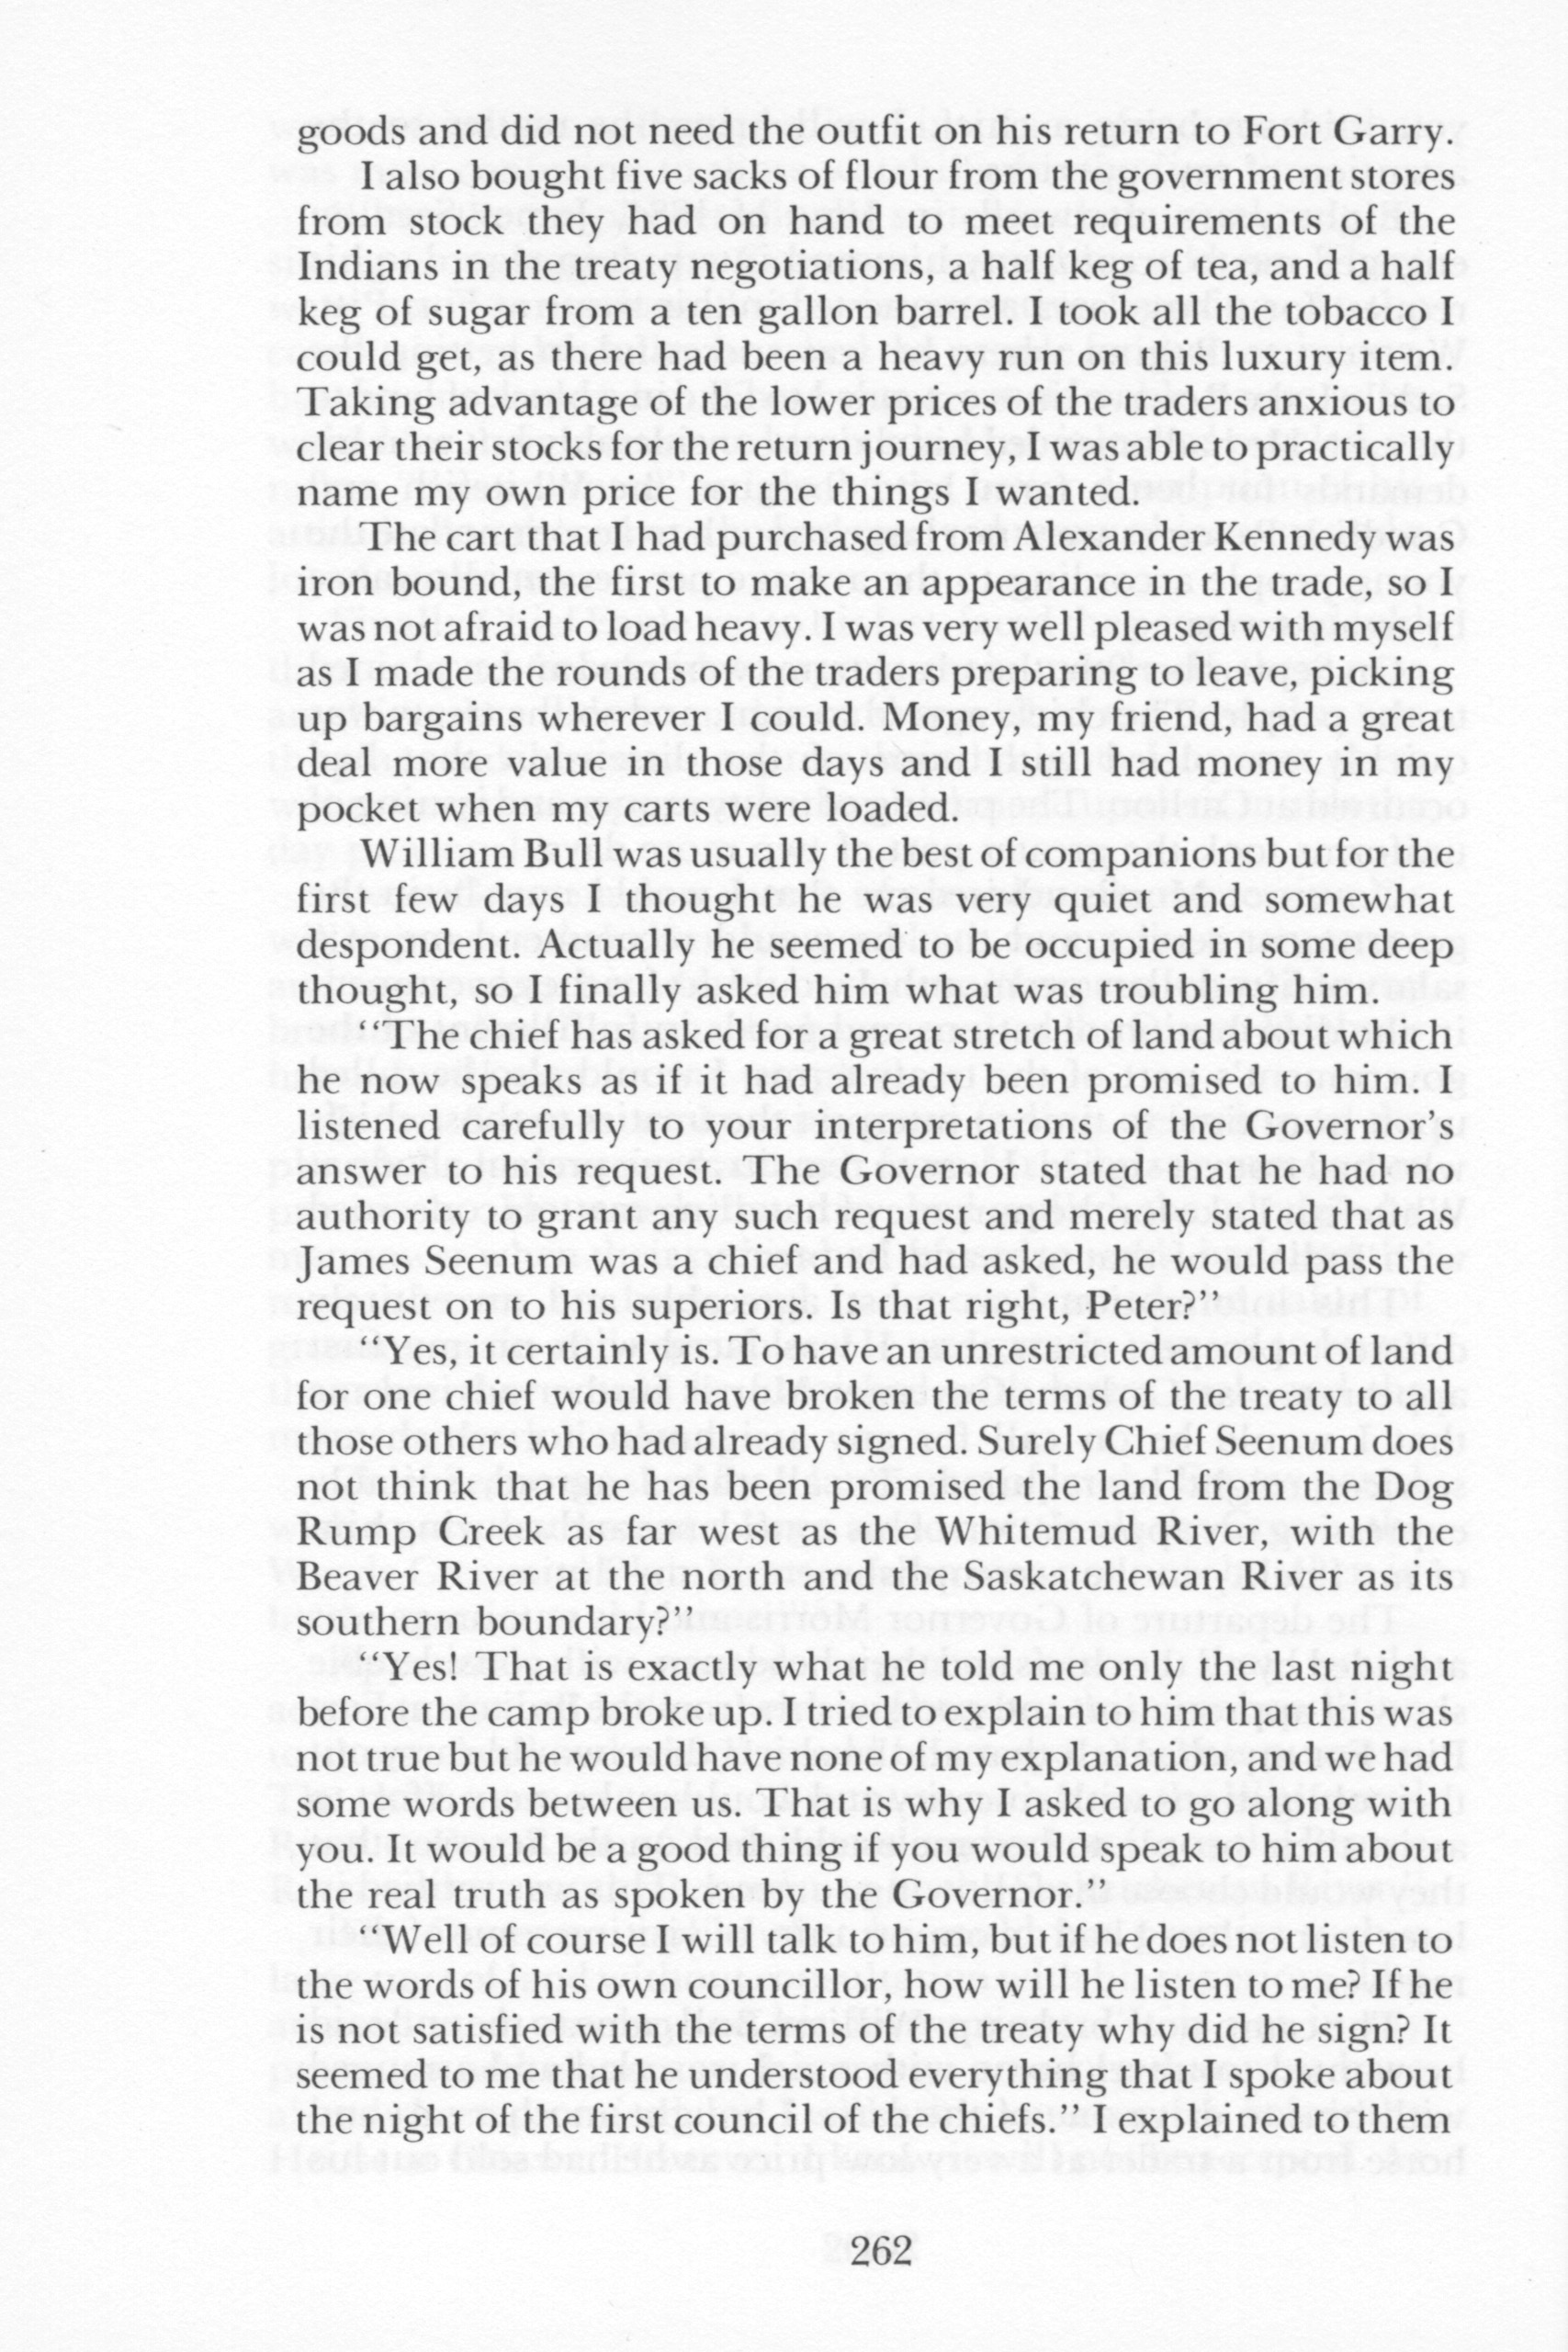 goods and did not need the outfit on his return to Fort Garry.
I also bought five sacks of flour from the government stores
from stock they had on hand to meet requirements of the
Indians in the treaty negotiations, a half keg of tea, and a half
keg of sugar from a ten gallon barrel. I took all the tobacco I
could get, as there had been a heavy run on this luxury item.
Taking advantage of the lower prices of the traders anxious to
clear their stocks for the return journey, I was able to practically
name my own price for the things I wanted.
The cart that I had purchased from Alexander Kennedy was
iron bound, the first to make an appearance in the trade, so I
was not afraid to load heavy. I was very well pleased with myself
as I made the rounds of the traders preparing to leave, picking
up bargains wherever I could. Money, my friend, had a great
deal more value in those days and I still had money in my
pocket when my carts were loaded.
William Bull was usually the best of companions but for the
first few days I thought he was very quiet and somewhat
despondent. Actually he seemed to be occupied in some deep
thought, so I finally asked him what was troubling him.
‘‘The chief has asked for a great stretch of land about which
he now speaks as if it had already been promised to him. I
listened carefully to your interpretations of the Governor’s
answer to his request. The Governor stated that he had no
authority to grant any such request and merely stated that as
James Seenum was a chief and had asked, he would pass the
request on to his superiors. Is that right, Peter?’’
‘‘Yes, it certainly is. To have an unrestricted amount of land
for one chief would have broken the terms of the treaty to all
those others who had already signed. Surely Chief Seenum does
not think that he has been promised the land from the Dog
Rump Creek as far west as the Whitemud River, with the
Beaver River at the north and the Saskatchewan River as its
southern boundary?’’
‘‘Yes! That is exactly what he told me only the last night
before the camp broke up. I tried to explain to him that this was
not true but he would have none of my explanation, and we had
some words between us. That is why I asked to go along with
you. It would be a good thing if you would speak to him about
the real truth as spoken by the Governor.’’
‘‘Well of course I will talk to him, but if he does not listen to
the words of his own councillor, how will he listen to me? If he
is not satisfied with the terms of the treaty why did he sign? It
seemed to me that he understood everything that I spoke about
the night of the first council of the chiefs.’’ I explained to them
262